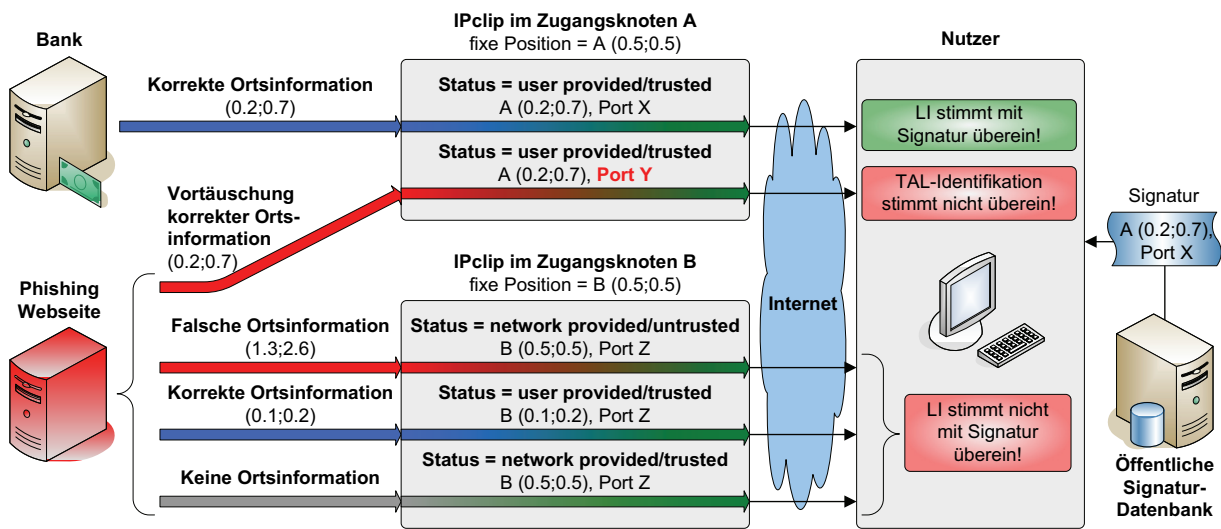 Bank
IPclip im Zugangsknoten A
fixe Position = A (0.5;0.5)
Nutzer
Korrekte Ortsinformation
(0.2;0.7)
Status = user provided/trusted
A (0.2;0.7), Port X
LI stimmt mit
Signatur überein!
Vortäuschung
korrekter Orts-
information
(0.2;0.7)
Status = user provided/trusted
A (0.2;0.7), Port Y
TAL-Identifikation
stimmt nicht überein!
Signatur
A (0.2;0.7),
Port X
IPclip im Zugangsknoten B
fixe Position = B (0.5;0.5)
Internet
Phishing
Webseite
Falsche Ortsinformation
(1.3;2.6)
Status = network provided/untrusted
B (0.5;0.5), Port Z
Korrekte Ortsinformation
(0.1;0.2)
Status = user provided/trusted
B (0.1;0.2), Port Z
LI stimmt nicht
mit Signatur
überein!
Keine Ortsinformation
Status = network provided/trusted
B (0.5;0.5), Port Z
Öffentliche
Signatur-
Datenbank